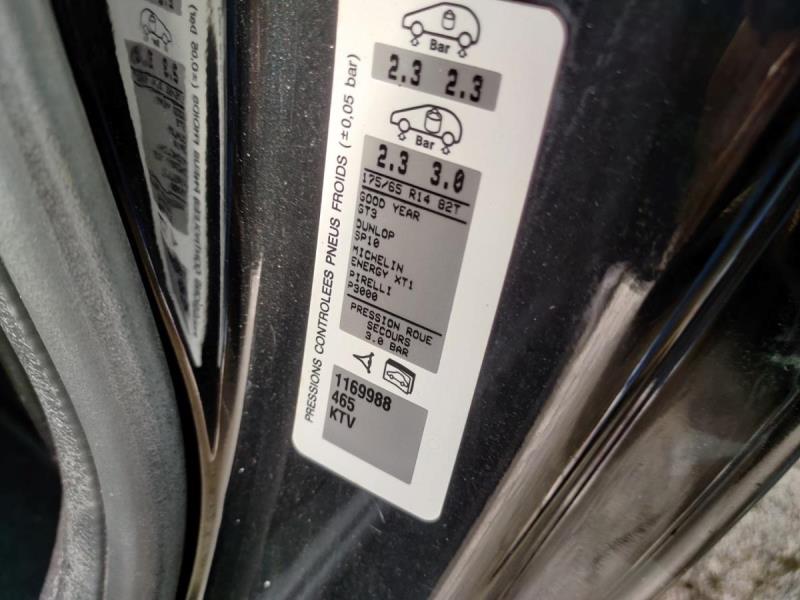 Bar
2.3 2.3
Bar
2.3 3.0
175/65 R14 82T
GOOD YEAR
GT3
DUNLOP
SP10
MICHELIN
ENERGY XT1
PIRELLI
P3000
PRESSION ROUE
SECOURS
3.0 BAR
1169988
465
KTV
PRESSIONS CONTROLEES PNEUS FROIDS (±0,05 bar)